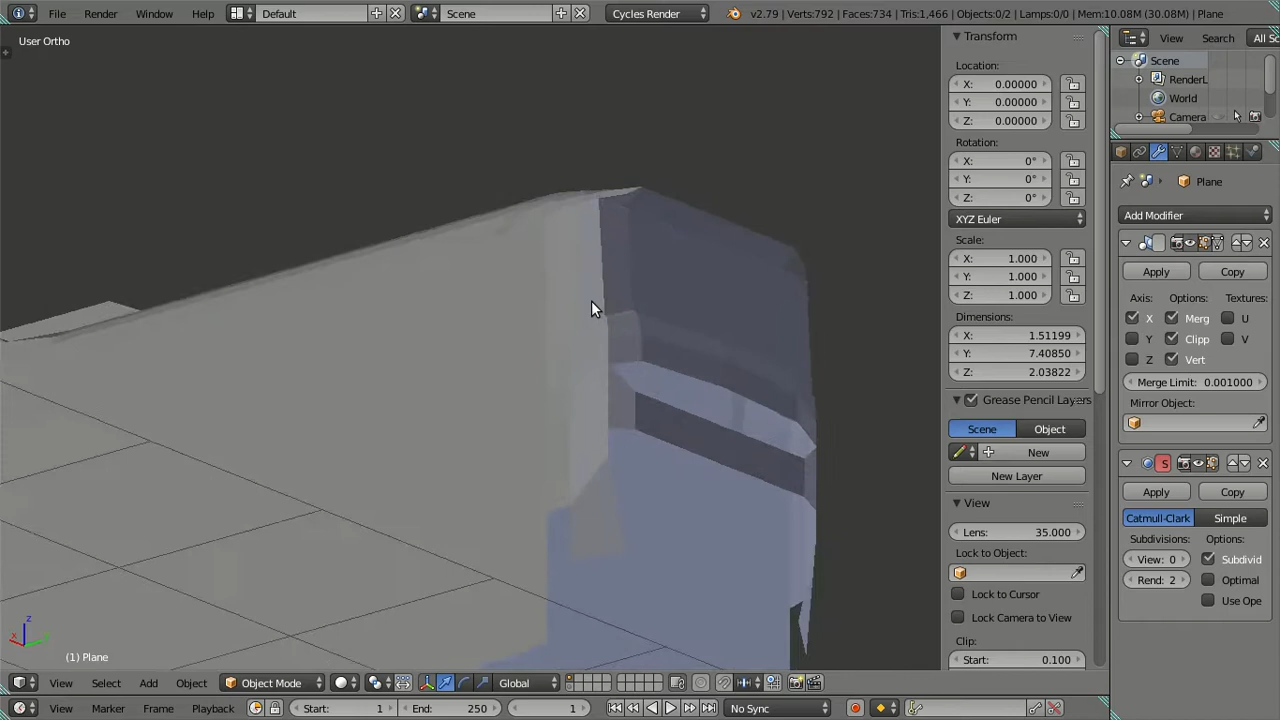 File Render Window Help Default Scene Cycles Render v2.79 | Verts:792 | Faces:734 | Tris:1,466 | Objects:0/2 | Lamps:0/0 | Mem:10.08M (30.08M) | Plane
User Ortho
Transform
View Search All Sc
Scene
Location:
X: 0.00000
RenderL
Y: 0.00000
World
Z: 0.00000
Camera
Rotation:
X: 0°
Y: 0°
Z: 0°
Plane
XYZ Euler
Add Modifier
Scale:
X: 1.000
Y: 1.000
Apply Copy
Z: 1.000
Axis: Options: Textures:
Dimensions:
X Merg U
X: 1.51199
Y Clipp V
Y: 7.40850
Z Vert
Z: 2.03822
Merge Limit: 0.001000
Grease Pencil Layers
Mirror Object:
Scene Object
New
S
New Layer
Apply Copy
View
Catmull-Clark Simple
Lens: 35.000
Subdivisions: Options:
Lock to Object:
View: 0 Subdivid
Rend: 2 Optimal
Lock to Cursor
Use Ope
Lock Camera to View
z
x y
Clip:
(1) Plane
Start: 0.100
View Select Add Object Object Mode Global
View Marker Frame Playback Start: 1 End: 250 1 No Sync